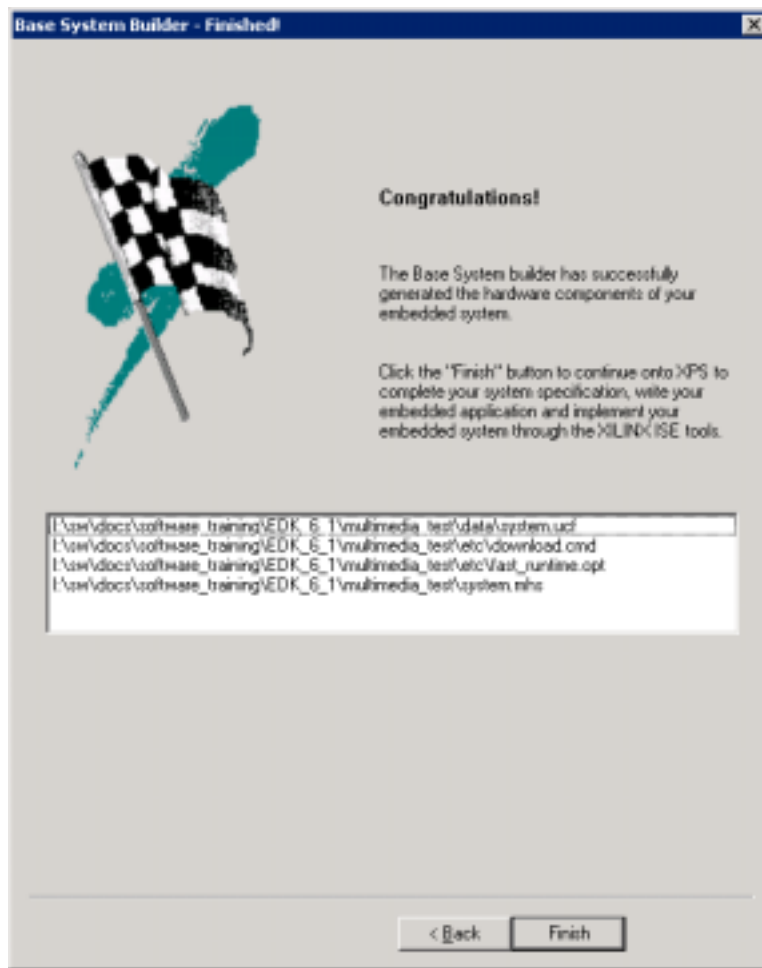 Base System Builder - Finished!
Congratulations!
The Base System builder has successfully
generated the hardware components of your
embedded system.
Click the "Finish" button to continue onto XPS to
complete your system specification, write your
embedded application and implement your
embedded system through the XILINX ISE tools.
I:\sw\docs\software_training\EDK_6_1\multimedia_test\data\system.ucf
I:\sw\docs\software_training\EDK_6_1\multimedia_test\etc\download.cmd
I:\sw\docs\software_training\EDK_6_1\multimedia_test\etc\fast_runtime.opt
I:\sw\docs\software_training\EDK_6_1\multimedia_test\system.mhs
< Back
Finish